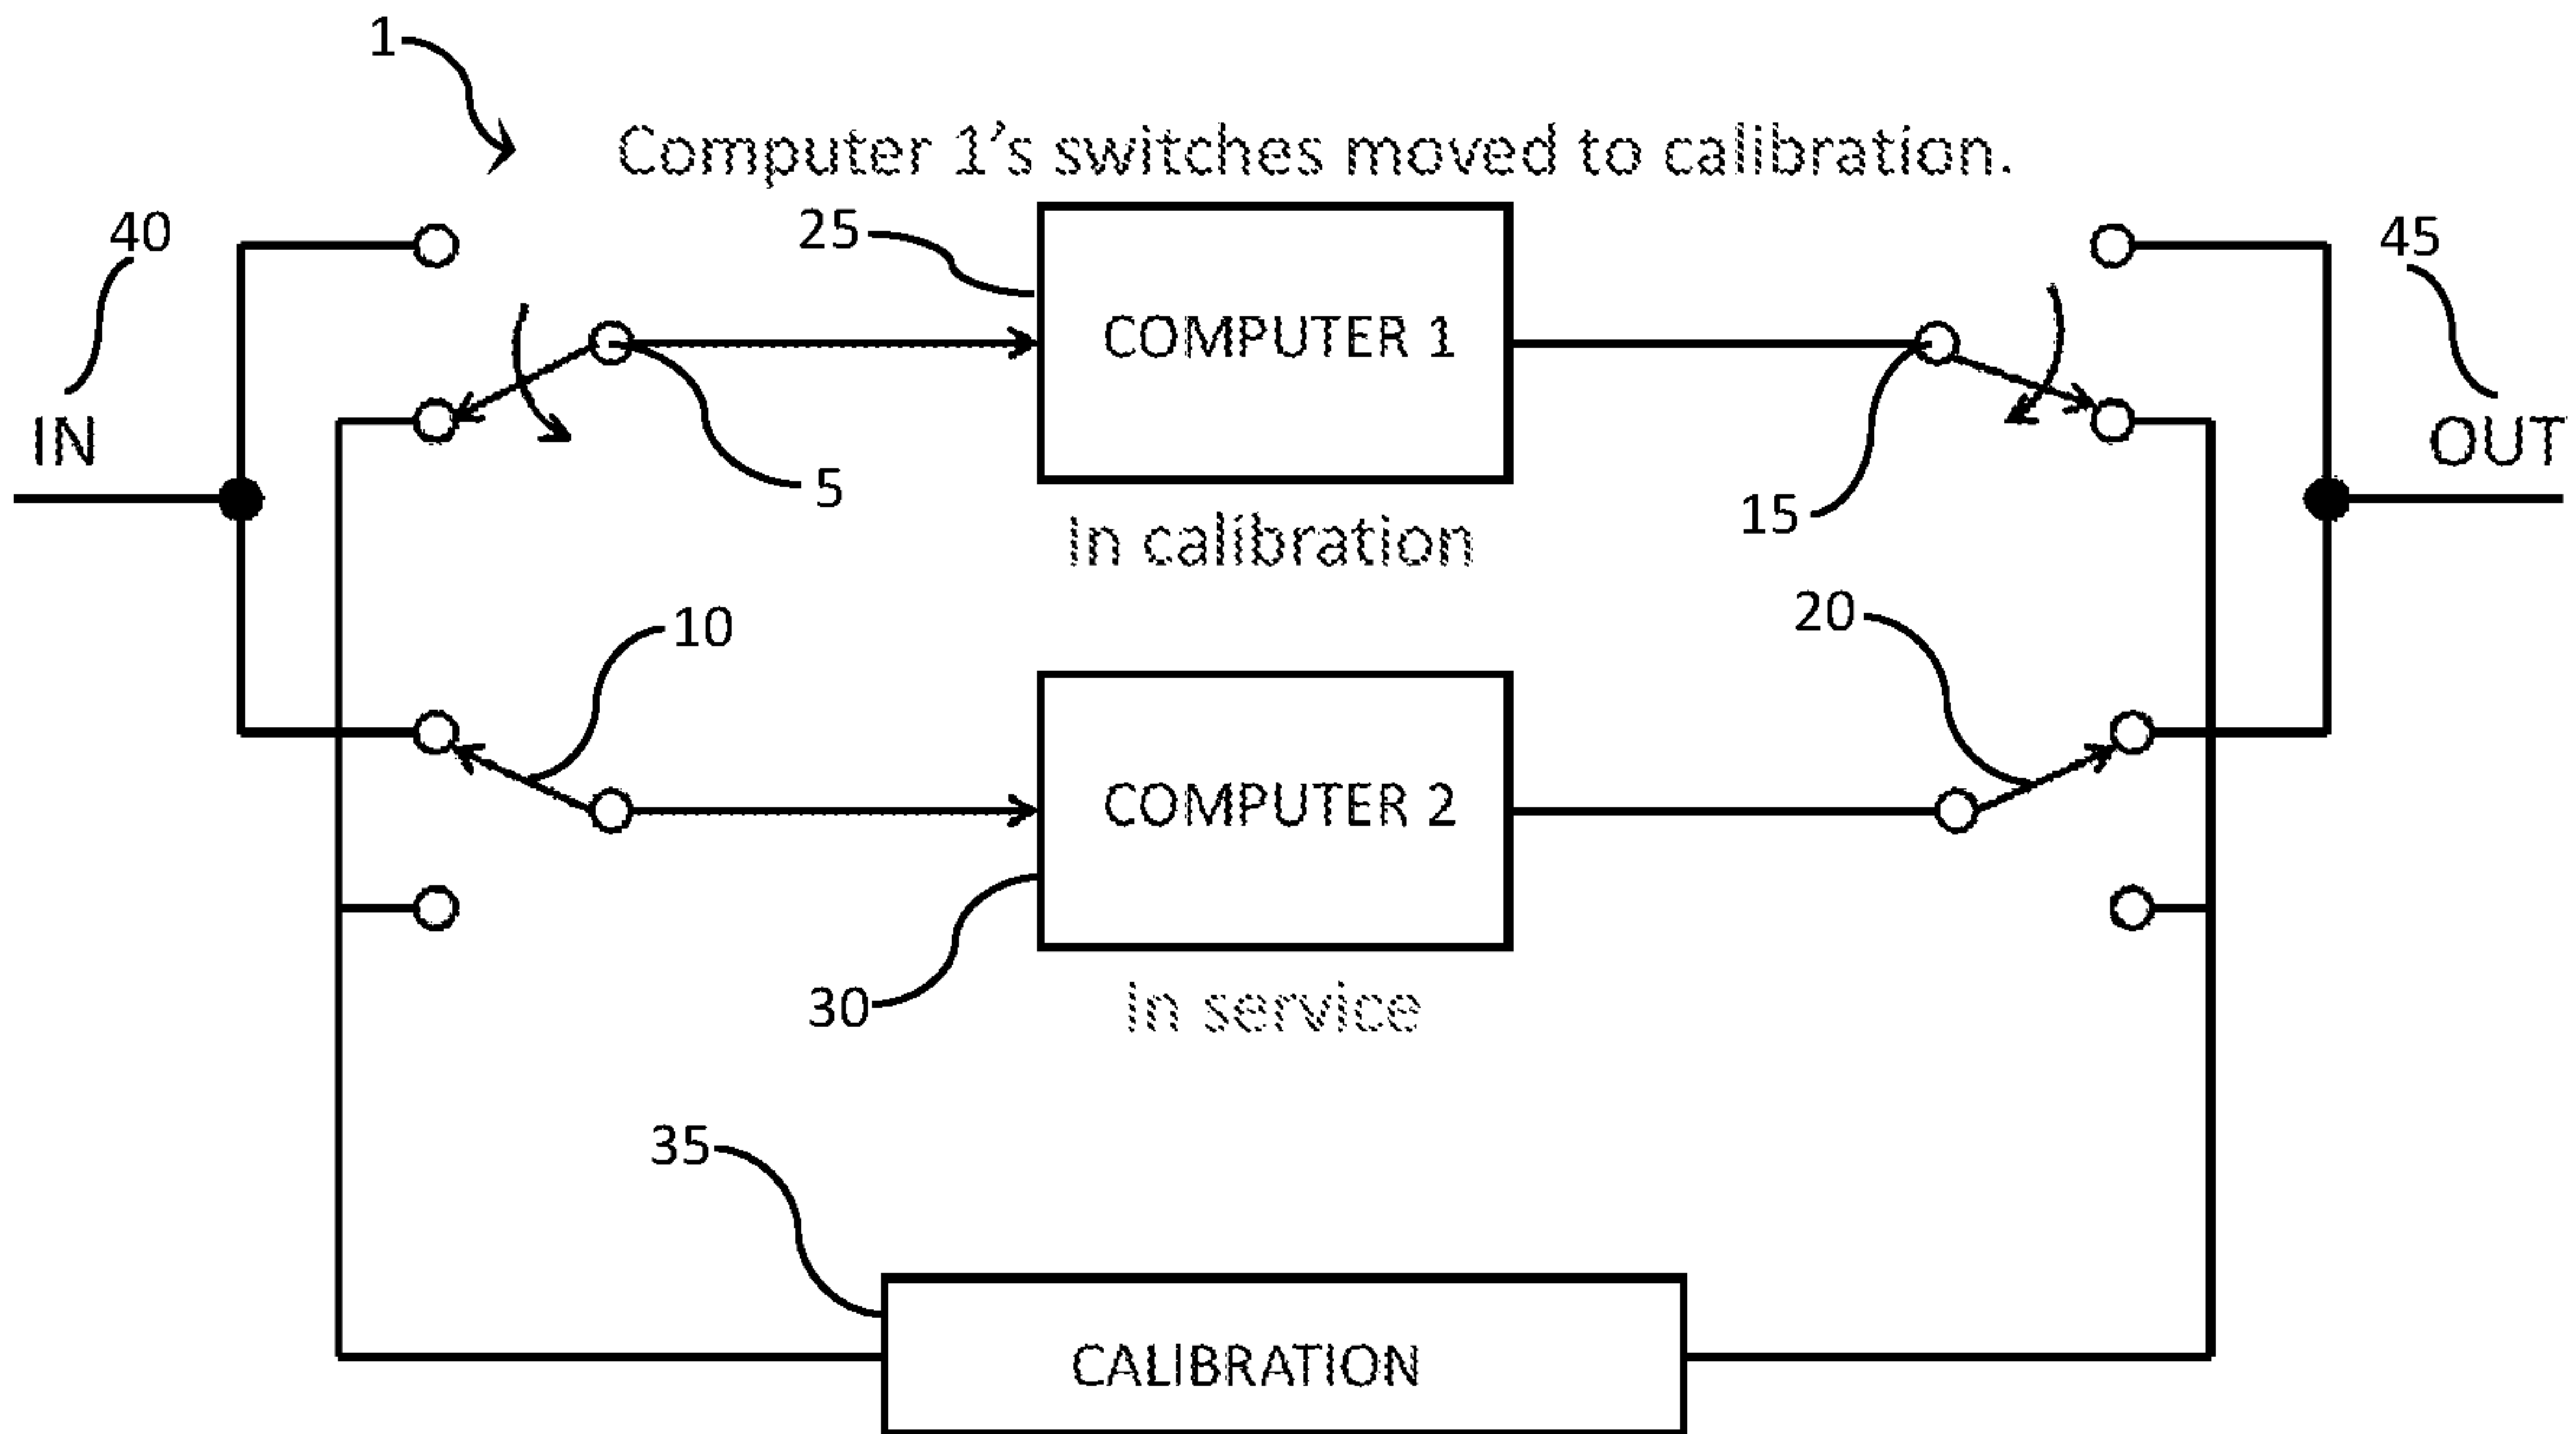 1
Computer 1's switches moved to calibration.
40
25
45
COMPUTER 1
IN
OUT
5
15
In calibration
10
20
COMPUTER 2
30
In service
35
CALIBRATION